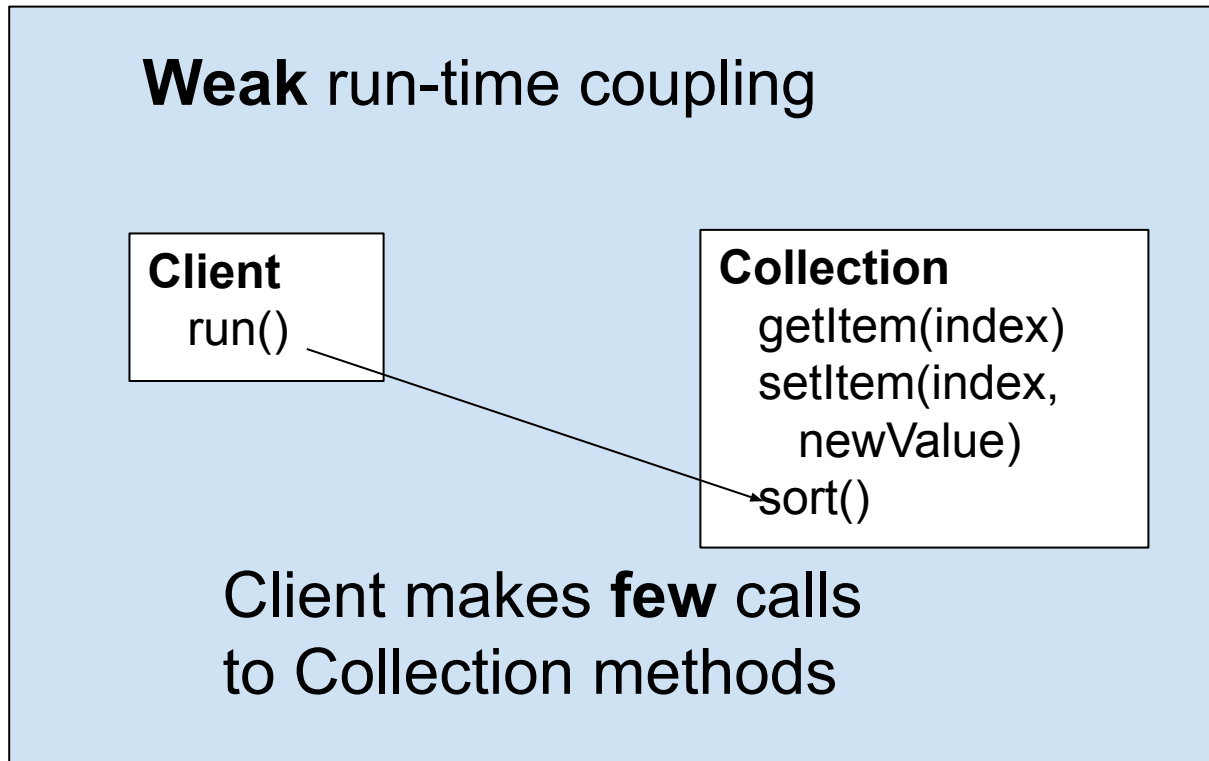 Weak run-time coupling
Client
run()
Collection
getItem(index)
setItem(index,
newValue)
sort()
Client makes few calls
to Collection methods